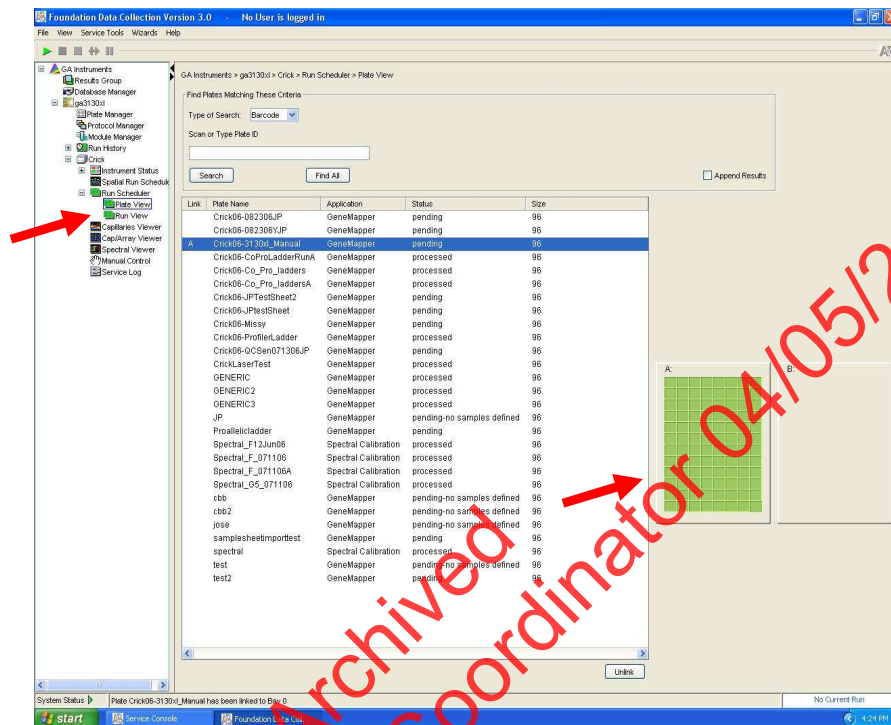 Foundation Data Collection Version 3.0 - No User is logged in
File View Service Tools Wizards Help
GA Instruments
Results Group
Database Manager
ga3130xl
Plate Manager
Protocol Manager
Module Manager
Run History
Crick
Instrument Status
Spatial Run Schedule
Run Scheduler
Plate View
Run View
Capillaries Viewer
Cap/Array Viewer
Spectral Viewer
Manual Control
Service Log
GA Instruments > ga3130xl > Crick > Run Scheduler > Plate View
Find Plates Matching These Criteria
Type of Search: Barcode
Scan or Type Plate ID
Search Find All Append Results
Link Plate Name Application Status Size
Crick06-082306JP GeneMapper pending 96
Crick06-082306YJP GeneMapper pending 96
A Crick06-3130xl_Manual GeneMapper pending 96
Crick06-CoProLadderRunA GeneMapper processed 96
Crick06-Co_Pro_ladders GeneMapper processed 96
Crick06-Co_Pro_laddersA GeneMapper processed 96
Crick06-JPTestSheet2 GeneMapper pending 96
Crick06-JPtestSheet GeneMapper pending 96
Crick06-Missy GeneMapper pending 96
Crick06-ProfilerLadder GeneMapper processed 96
Crick06-QCSen071306JP GeneMapper pending 96
CrickLaserTest GeneMapper processed 96
GENERIC GeneMapper processed 96
GENERIC2 GeneMapper processed 96
GENERIC3 GeneMapper processed 96
JP GeneMapper pending-no samples defined 96
Proallelicladder GeneMapper pending 96
Spectral_F12Jun06 Spectral Calibration processed 96
Spectral_F_071106 Spectral Calibration processed 96
Spectral_F_071106A Spectral Calibration processed 96
Spectral_G5_071106 Spectral Calibration processed 96
cbb GeneMapper pending-no samples defined 96
cbb2 GeneMapper pending-no samples defined 96
jose GeneMapper pending-no samples defined 96
samplesheetimporttest GeneMapper pending 96
spectral Spectral Calibration processed 96
test GeneMapper pending-no samples defined 96
test2 GeneMapper pending 96
A: B:
Unlink
System Status Plate Crick06-3130xl_Manual has been linked to Bay 0 No Current Run
start Service Console Foundation Data Coll... 4:24 PM
Archived
Coordinator 04/05/2